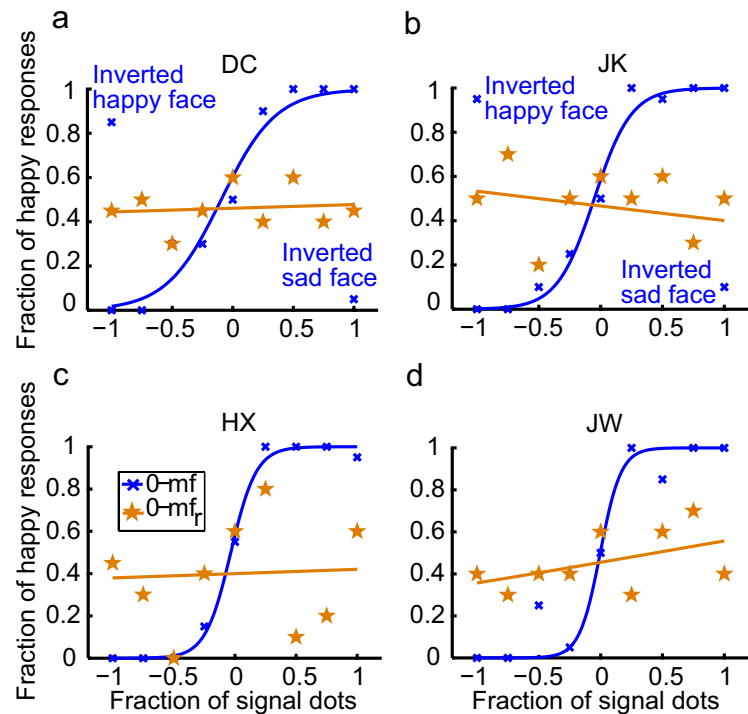 a
DC
Fraction of happy responses
1
0.8
0.6
0.4
0.2
0
Inverted
happy face
Inverted
sad face
−1
−0.5
0
0.5
1
b
JK
1
0.8
0.6
0.4
0.2
0
Inverted
happy face
Inverted
sad face
−1
−0.5
0
0.5
1
c
HX
Fraction of happy responses
1
0.8
0.6
0.4
0.2
0
0−mf
0−mfr
−1
−0.5
0
0.5
1
Fraction of signal dots
d
JW
1
0.8
0.6
0.4
0.2
0
−1
−0.5
0
0.5
1
Fraction of signal dots